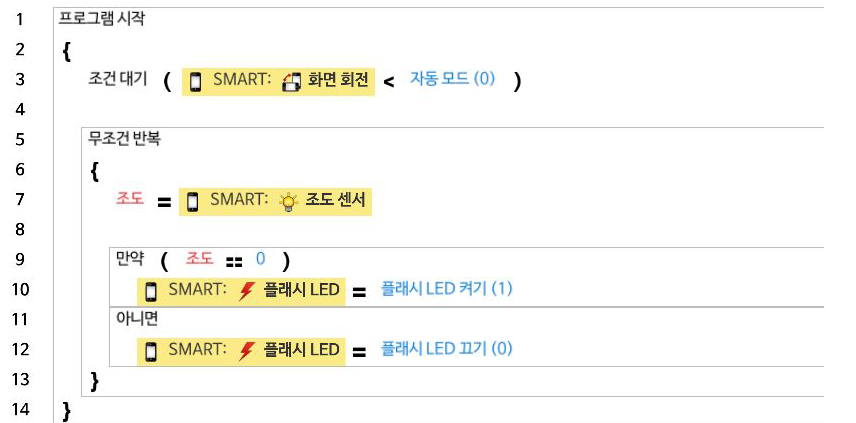 1 프로그램 시작
2 {
3 조건 대기 ( SMART: 화면 회전 < 자동 모드 (0) )
4
5 무조건 반복
6 {
7 조도 = SMART: 조도 센서
8
9 만약 ( 조도 == 0 )
10 SMART: 플래시 LED = 플래시 LED 켜기 (1)
11 아니면
12 SMART: 플래시 LED = 플래시 LED 끄기 (0)
13 }
14 }